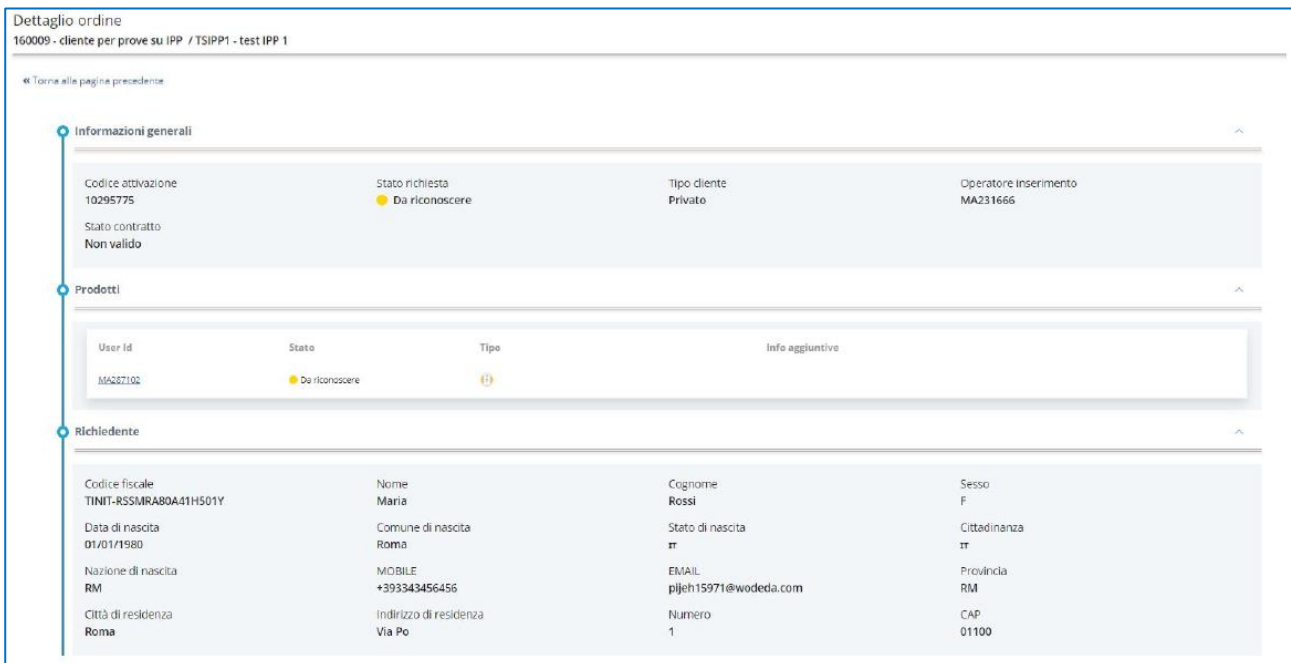 Dettaglio ordine
160009 - cliente per prove su IPP / TSIPP1 - test IPP 1
« Torna alla pagina precedente
Informazioni generali
Codice attivazione Stato richiesta Tipo cliente Operatore inserimento
10295775 Da riconoscere Privato MA231666
Stato contratto
Non valido
Prodotti
User Id Stato Tipo Info aggiuntive
MA287102 Da riconoscere
Richiedente
Codice fiscale Nome Cognome Sesso
TINIT-RSSMRA80A41H501Y Maria Rossi F
Data di nascita Comune di nascita Stato di nascita Cittadinanza
01/01/1980 Roma IT IT
Nazione di nascita MOBILE EMAIL Provincia
RM +393343456456 pijeh15971@wodeda.com RM
Città di residenza Indirizzo di residenza Numero CAP
Roma Via Po 1 01100